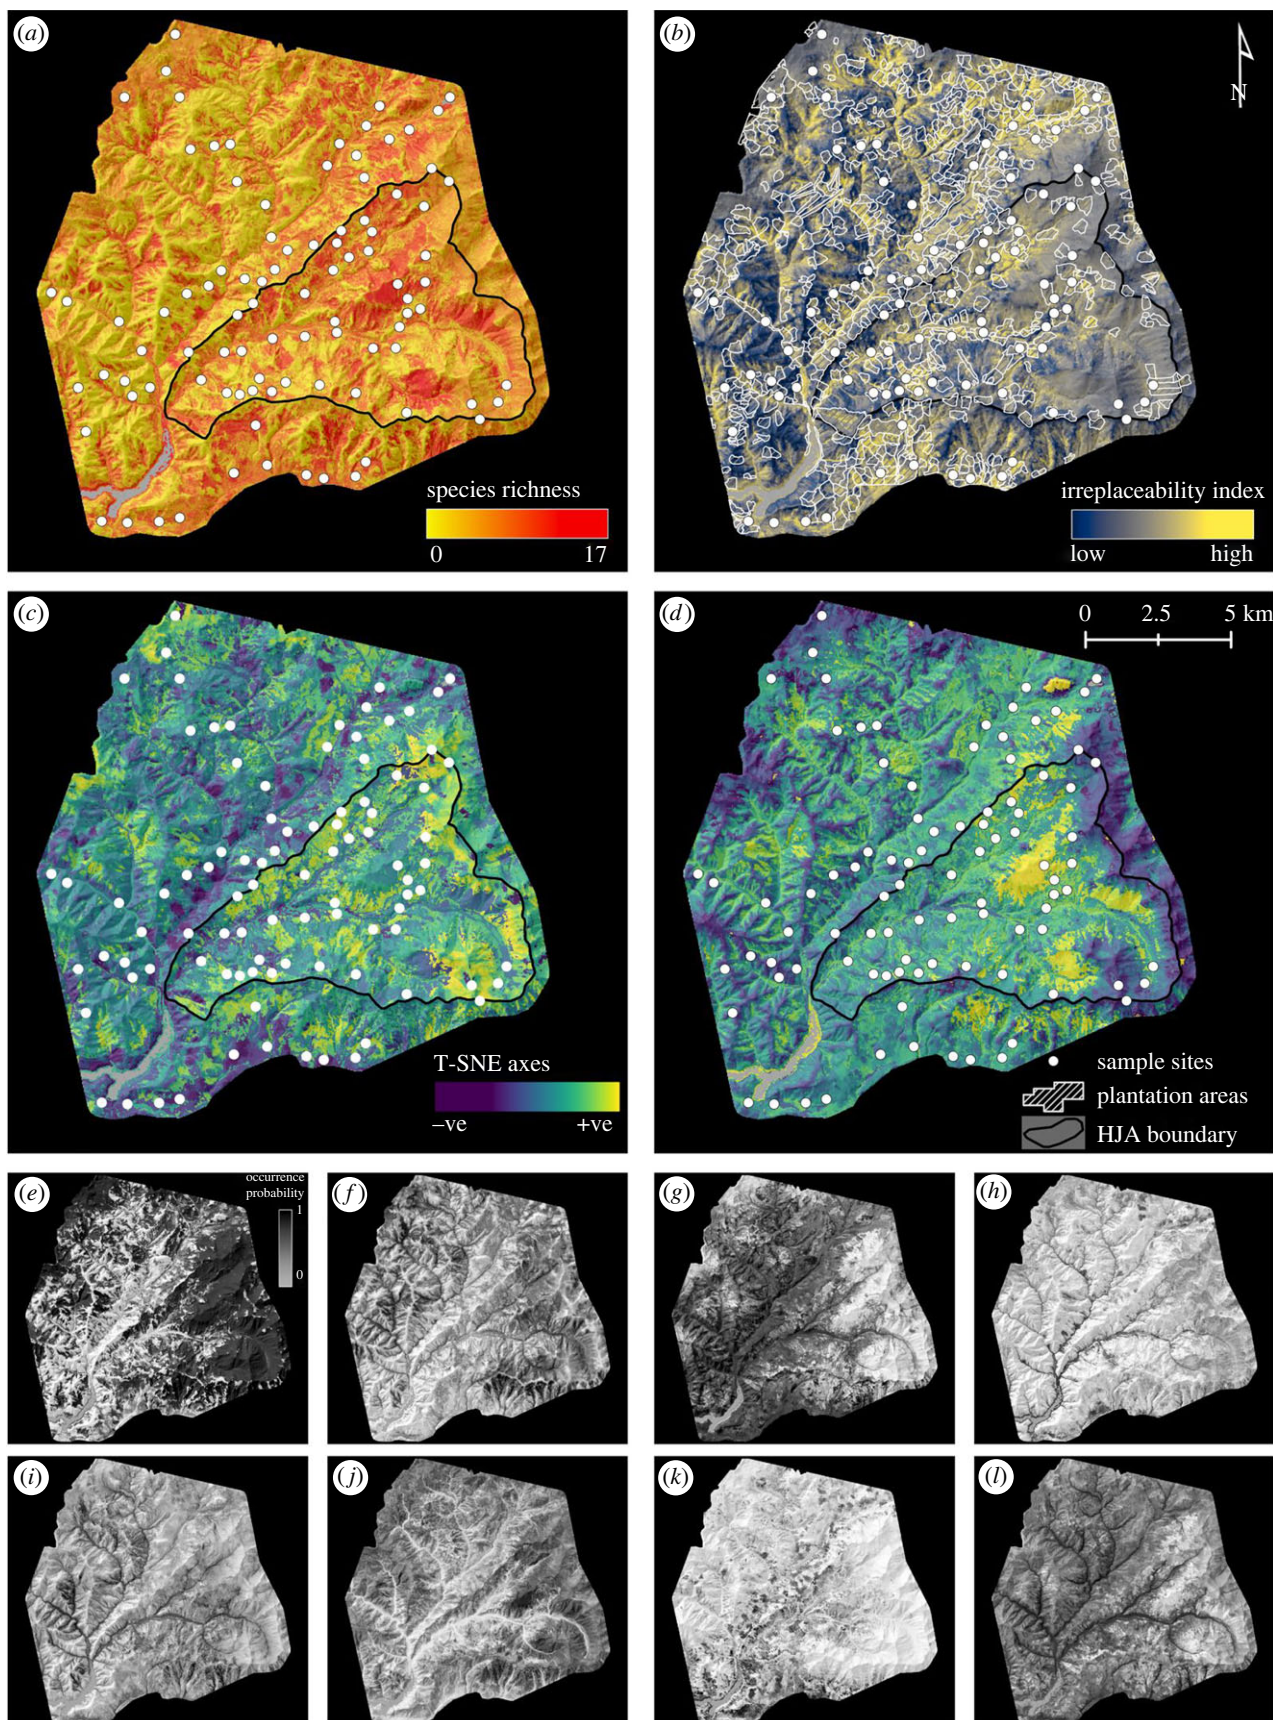 (a)
species richness
0 17
(b)
N
irreplaceability index
low high
(c)
T-SNE axes
–ve +ve
(d)
0 2.5 5 km
sample sites
plantation areas
HJA boundary
(e)
occurrence
probability
1
0
(f)
(g)
(h)
(i)
(j)
(k)
(l)